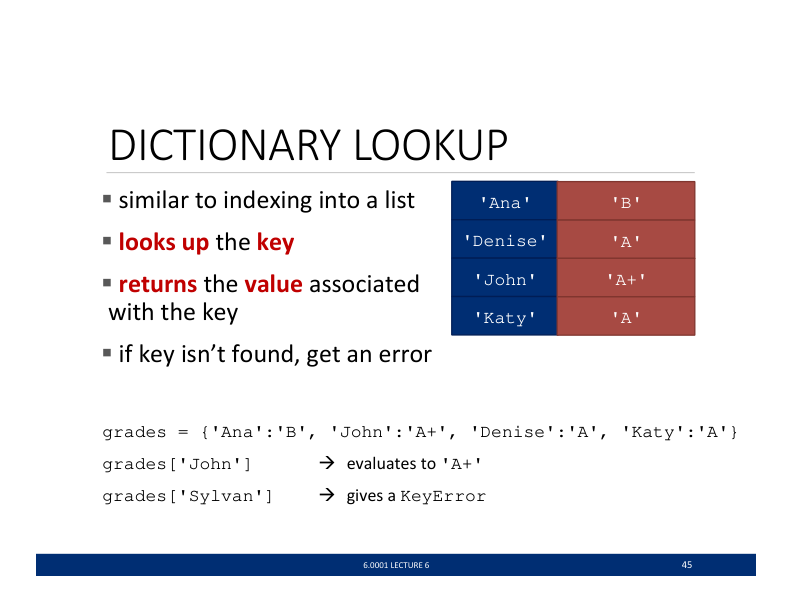 DICTIONARY LOOKUP
▪ similar to indexing into a list
▪ looks up the key
▪ returns the value associated
with the key
▪ if key isn’t found, get an error
'Ana' 'B'
'Denise' 'A'
'John' 'A+'
'Katy' 'A'
grades = {'Ana':'B', 'John':'A+', 'Denise':'A', 'Katy':'A'}
grades['John'] → evaluates to 'A+'
grades['Sylvan'] → gives a KeyError
6.0001 LECTURE 6 45